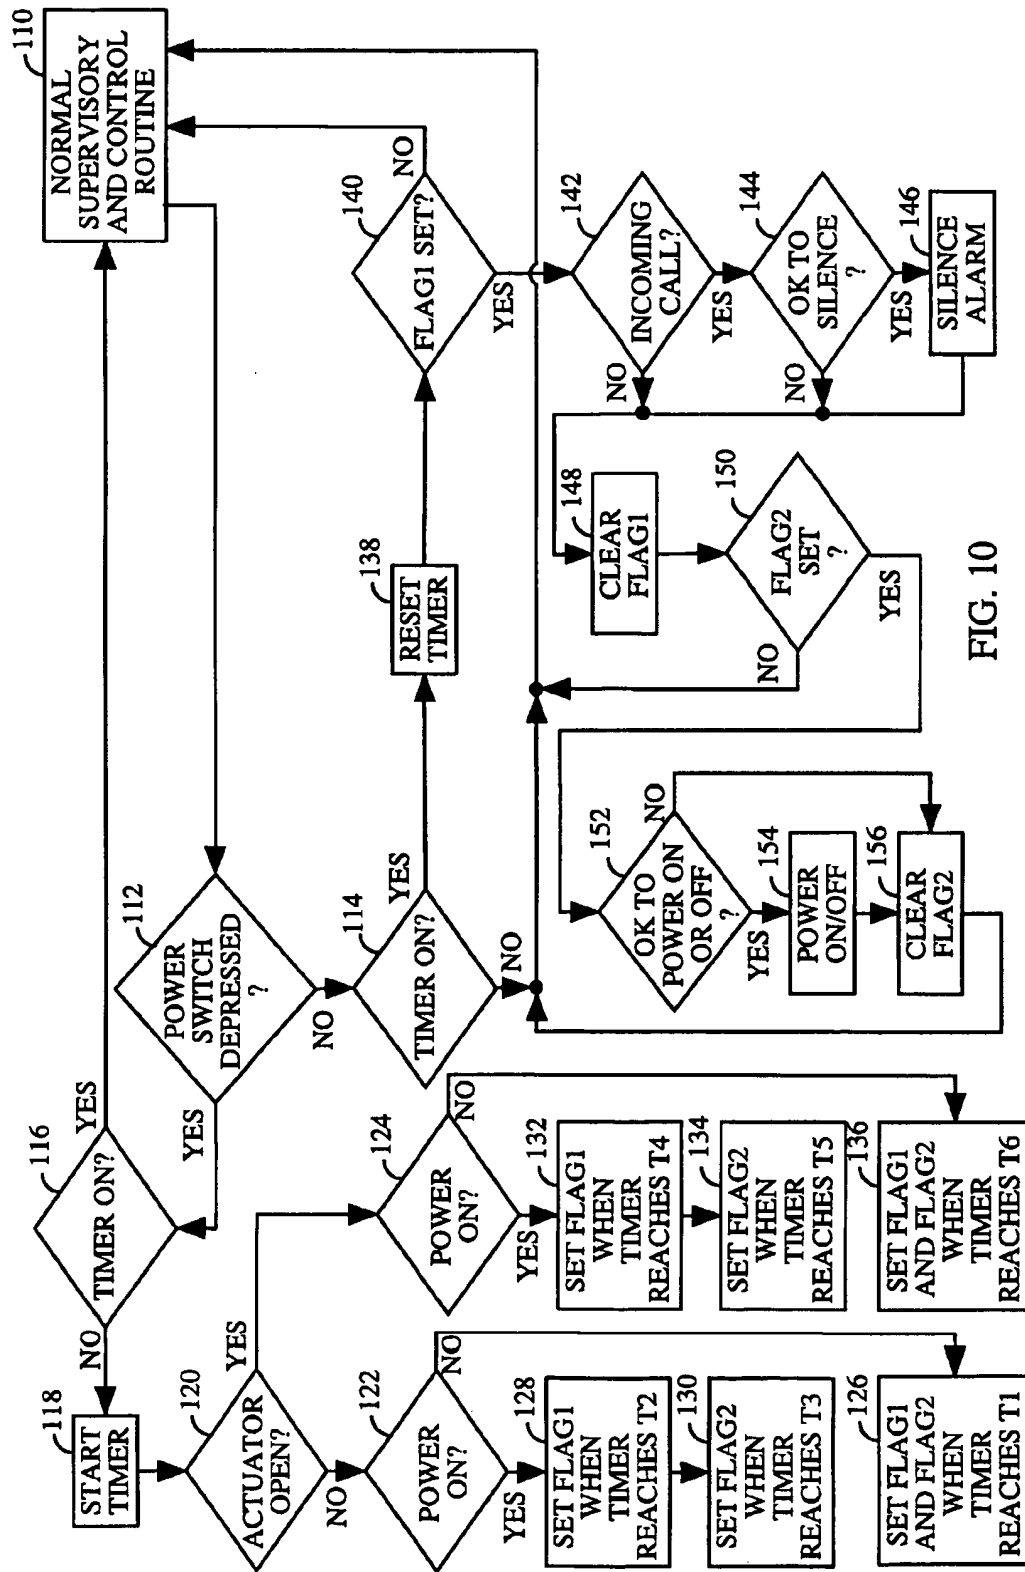 110
NORMAL
SUPERVISORY
AND CONTROL
ROUTINE
112
POWER
SWITCH
DEPRESSED
?
YES
NO
116
TIMER ON?
YES
NO
118
START
TIMER
120
ACTUATOR
OPEN?
YES
NO
122
POWER
ON?
NO
YES
128
SET FLAG1
WHEN
TIMER
REACHES T2
130
SET FLAG2
WHEN
TIMER
REACHES T3
126
SET FLAG1
AND FLAG2
WHEN
TIMER
REACHES T1
124
POWER
ON?
NO
YES
132
SET FLAG1
WHEN
TIMER
REACHES T4
134
SET FLAG2
WHEN
TIMER
REACHES T5
136
SET FLAG1
AND FLAG2
WHEN
TIMER
REACHES T6
114
TIMER ON?
YES
NO
138
RESET
TIMER
140
FLAG1 SET?
NO
YES
142
INCOMING
CALL?
NO
YES
144
OK TO
SILENCE
?
NO
YES
146
SILENCE
ALARM
148
CLEAR
FLAG1
150
FLAG2
SET
?
NO
YES
152
OK TO
POWER ON
OR OFF
?
NO
YES
154
POWER
ON/OFF
156
CLEAR
FLAG2
FIG. 10